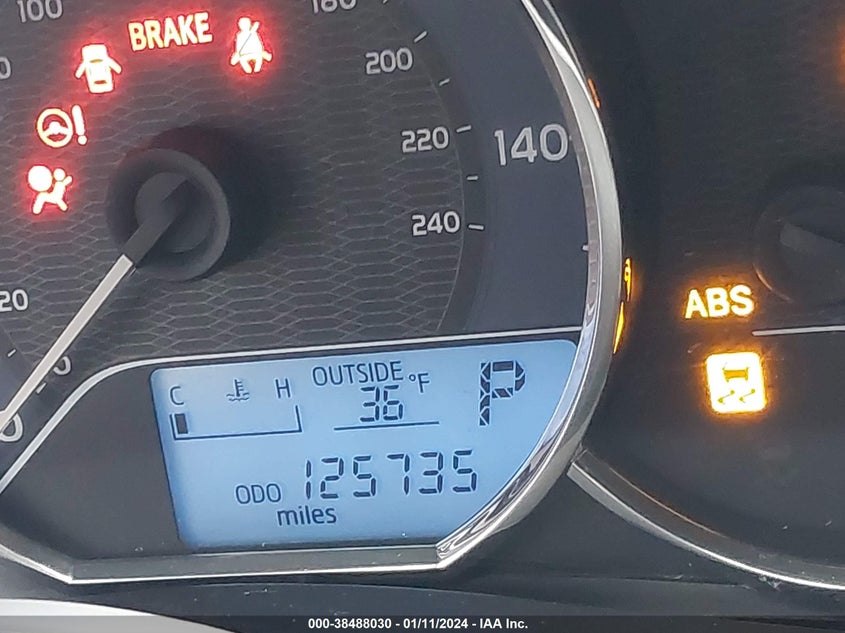 100
BRAKE
200
220
140
240
20
ABS
C
H
OUTSIDE
36 °F
P
ODO 125735
miles
000-38488030 - 01/11/2024 - IAA Inc.